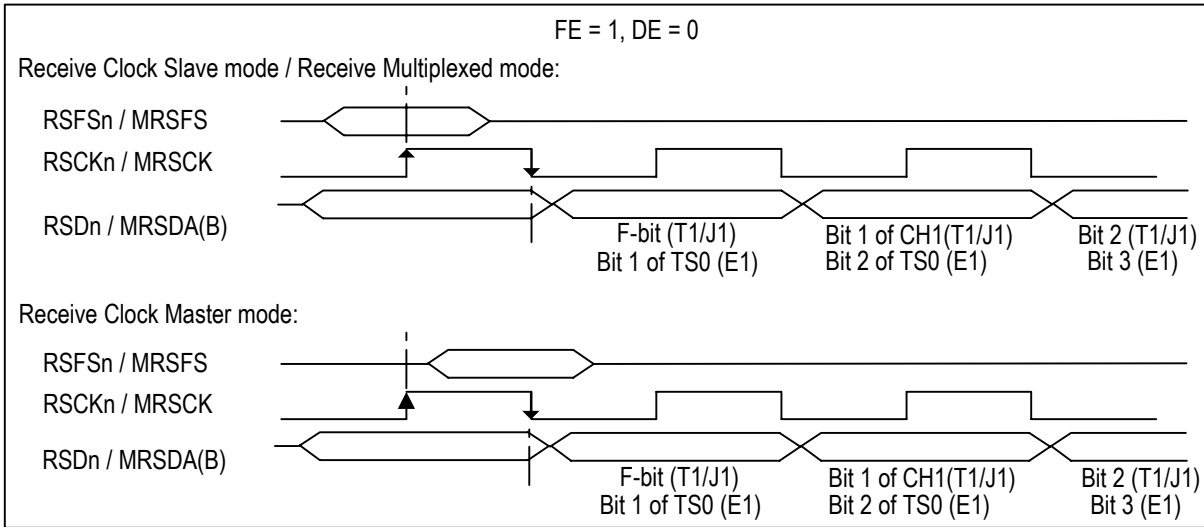 FE = 1, DE = 0
Receive Clock Slave mode / Receive Multiplexed mode:
RSFSn / MRSFS
RSCKn / MRSCK
RSDn / MRSDA(B)
F-bit (T1/J1)
Bit 1 of TS0 (E1)
Bit 1 of CH1(T1/J1)
Bit 2 of TS0 (E1)
Bit 2 (T1/J1)
Bit 3 (E1)
Receive Clock Master mode:
RSFSn / MRSFS
RSCKn / MRSCK
RSDn / MRSDA(B)
F-bit (T1/J1)
Bit 1 of TS0 (E1)
Bit 1 of CH1(T1/J1)
Bit 2 of TS0 (E1)
Bit 2 (T1/J1)
Bit 3 (E1)